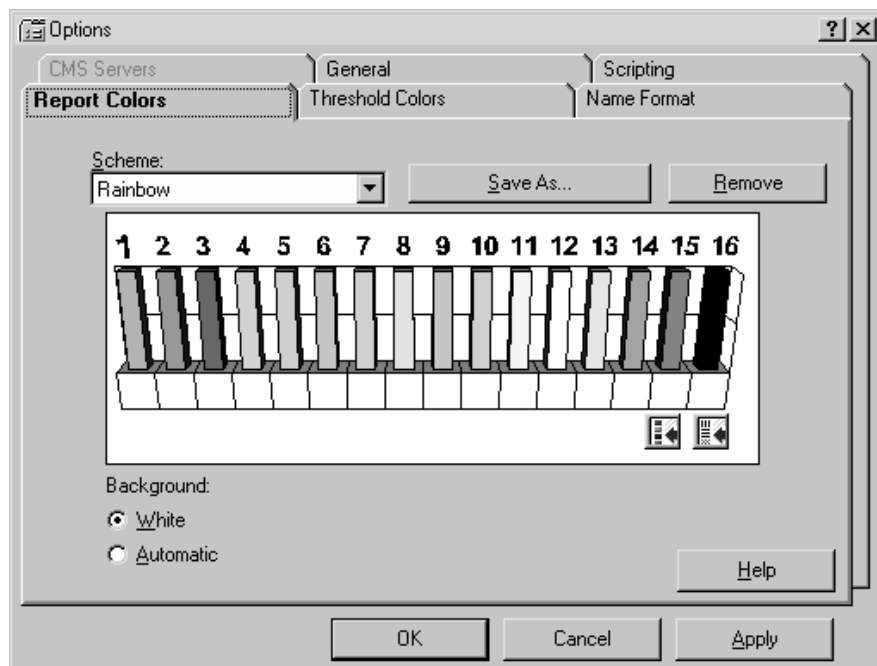 Options
CMS Servers General Scripting
Report Colors Threshold Colors Name Format
Scheme:
Rainbow Save As... Remove
1 2 3 4 5 6 7 8 9 10 11 12 13 14 15 16
Background:
White
Automatic
Help
OK Cancel Apply